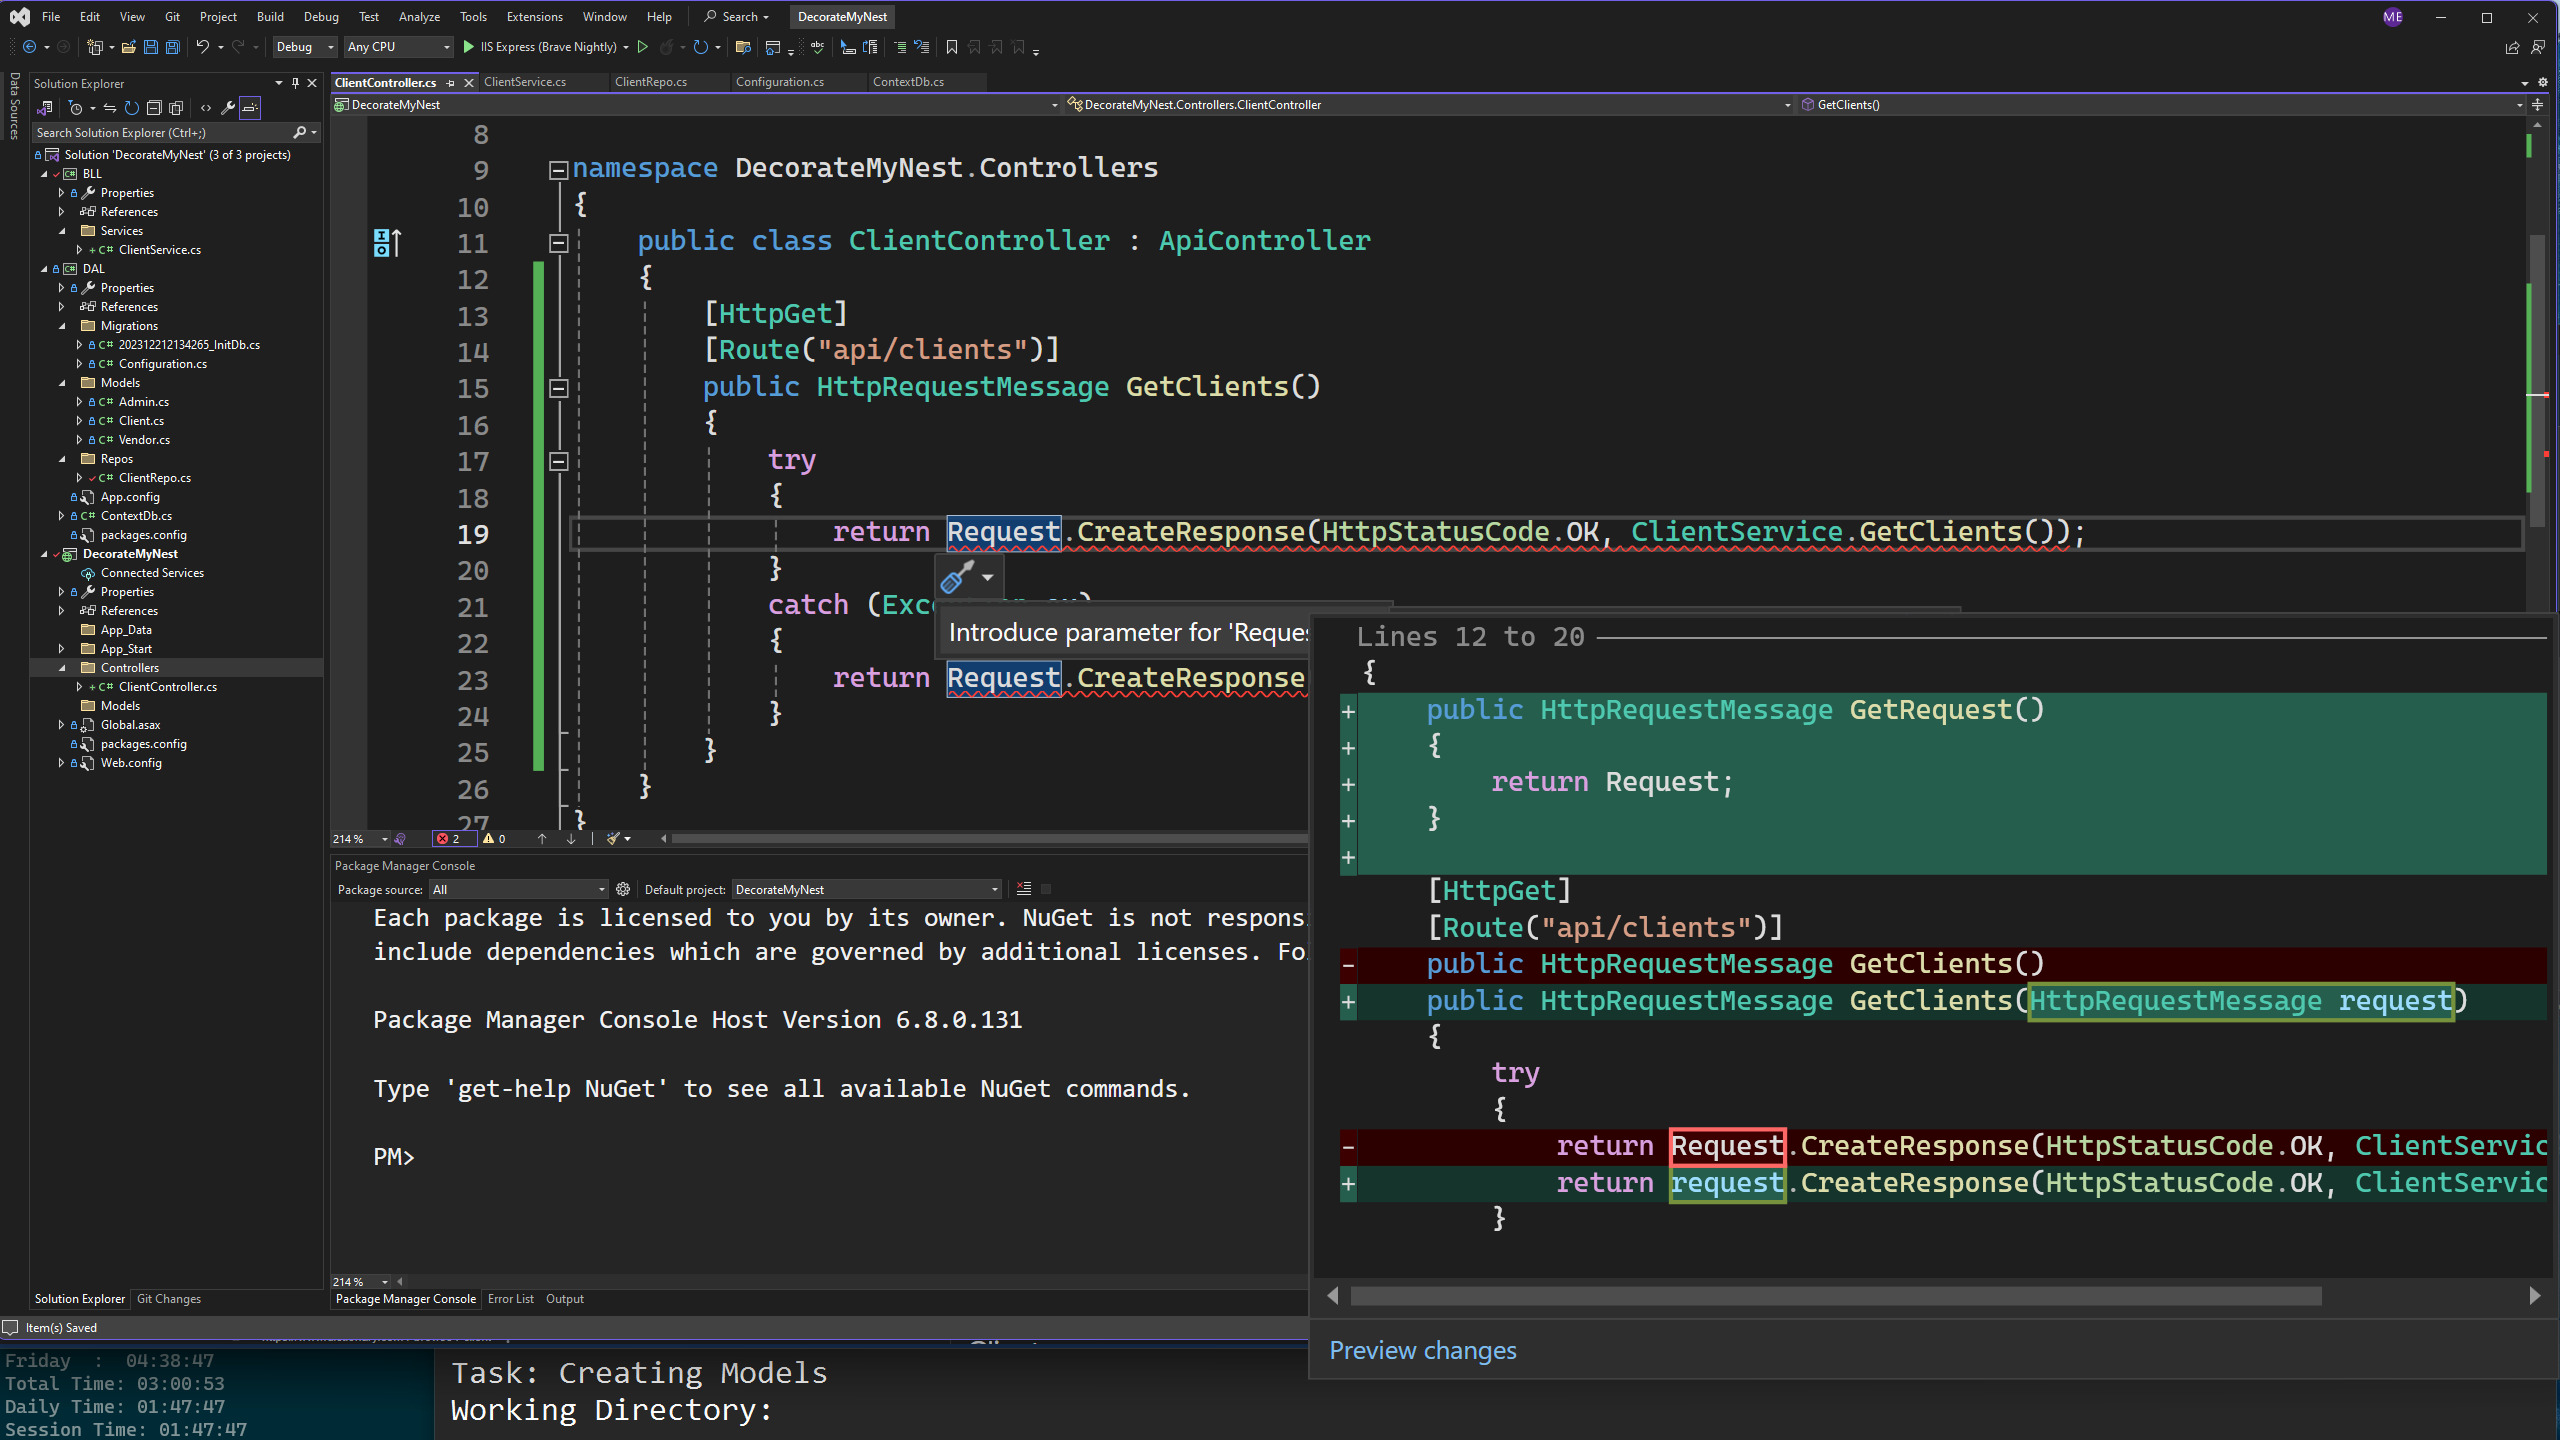 File Edit View Git Project Build Debug Test Analyze Tools Extensions Window Help Search DecorateMyNest ME
Debug Any CPU IIS Express (Brave Nightly)
Data Sources
Solution Explorer
Search Solution Explorer (Ctrl+;)
Solution 'DecorateMyNest' (3 of 3 projects)
BLL
Properties
References
Services
C# ClientService.cs
DAL
Properties
References
Migrations
C# 202312212134265_InitDb.cs
C# Configuration.cs
Models
C# Admin.cs
C# Client.cs
C# Vendor.cs
Repos
C# ClientRepo.cs
App.config
C# ContextDb.cs
packages.config
DecorateMyNest
Connected Services
Properties
References
App_Data
App_Start
Controllers
C# ClientController.cs
Models
Global.asax
packages.config
Web.config
Solution Explorer Git Changes
ClientController.cs ClientService.cs ClientRepo.cs Configuration.cs ContextDb.cs
DecorateMyNest DecorateMyNest.Controllers.ClientController GetClients()
8
9 namespace DecorateMyNest.Controllers
10 {
11 public class ClientController : ApiController
12 {
13 [HttpGet]
14 [Route("api/clients")]
15 public HttpRequestMessage GetClients()
16 {
17 try
18 {
19 return Request.CreateResponse(HttpStatusCode.OK, ClientService.GetClients());
20 }
21 catch (Exc
22 {
23 return Request.CreateResponse
24 }
25 }
26 }
27 }
Introduce parameter for 'Reques
Lines 12 to 20
{
+ public HttpRequestMessage GetRequest()
+ {
+ return Request;
+ }
+
[HttpGet]
[Route("api/clients")]
- public HttpRequestMessage GetClients()
+ public HttpRequestMessage GetClients(HttpRequestMessage request)
{
try
{
- return Request.CreateResponse(HttpStatusCode.OK, ClientServic
+ return request.CreateResponse(HttpStatusCode.OK, ClientServic
}
Preview changes
214 % 2 0
Package Manager Console
Package source: All Default project: DecorateMyNest
Each package is licensed to you by its owner. NuGet is not respons
include dependencies which are governed by additional licenses. Fo
Package Manager Console Host Version 6.8.0.131
Type 'get-help NuGet' to see all available NuGet commands.
PM>
214 %
Package Manager Console Error List Output
Item(s) Saved
Friday : 04:38:47
Total Time: 03:00:53
Daily Time: 01:47:47
Session Time: 01:47:47
Task: Creating Models
Working Directory: